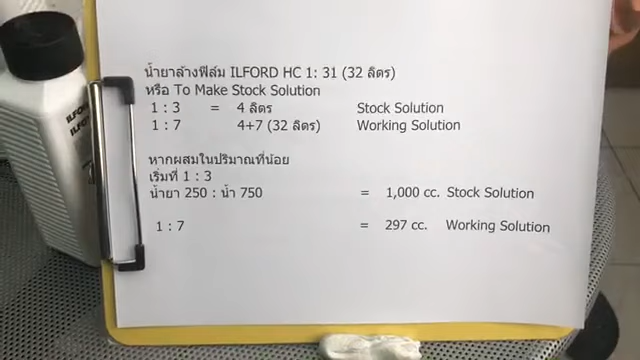 น้ำยาล้างฟิล์ม ILFORD HC 1: 31 (32 ลิตร)
หรือ To Make Stock Solution
1 : 3 = 4 ลิตร Stock Solution
1 : 7 4+7 (32 ลิตร) Working Solution
หากผสมในปริมาณที่น้อย
เริ่มที่ 1 : 3
น้ำยา 250 : น้ำ 750 = 1,000 cc. Stock Solution
1 : 7 = 297 cc. Working Solution
ILFOR
ILFO